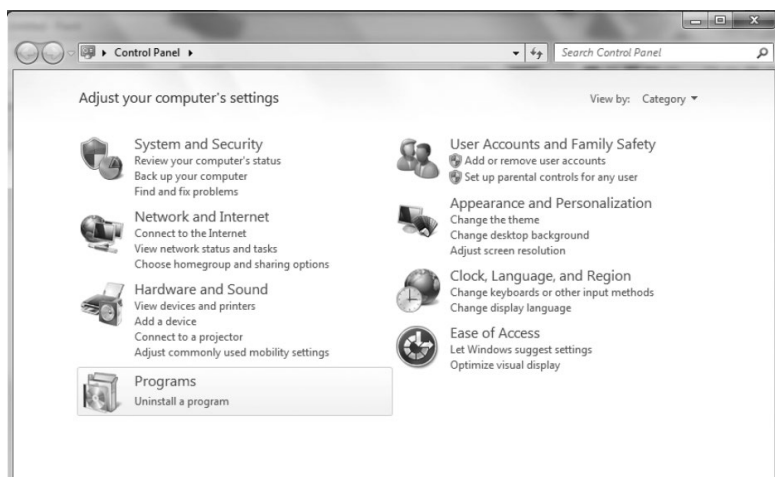 Control Panel
Search Control Panel
Adjust your computer's settings
View by: Category
System and Security
Review your computer's status
Back up your computer
Find and fix problems
Network and Internet
Connect to the Internet
View network status and tasks
Choose homegroup and sharing options
Hardware and Sound
View devices and printers
Add a device
Connect to a projector
Adjust commonly used mobility settings
Programs
Uninstall a program
User Accounts and Family Safety
Add or remove user accounts
Set up parental controls for any user
Appearance and Personalization
Change the theme
Change desktop background
Adjust screen resolution
Clock, Language, and Region
Change keyboards or other input methods
Change display language
Ease of Access
Let Windows suggest settings
Optimize visual display